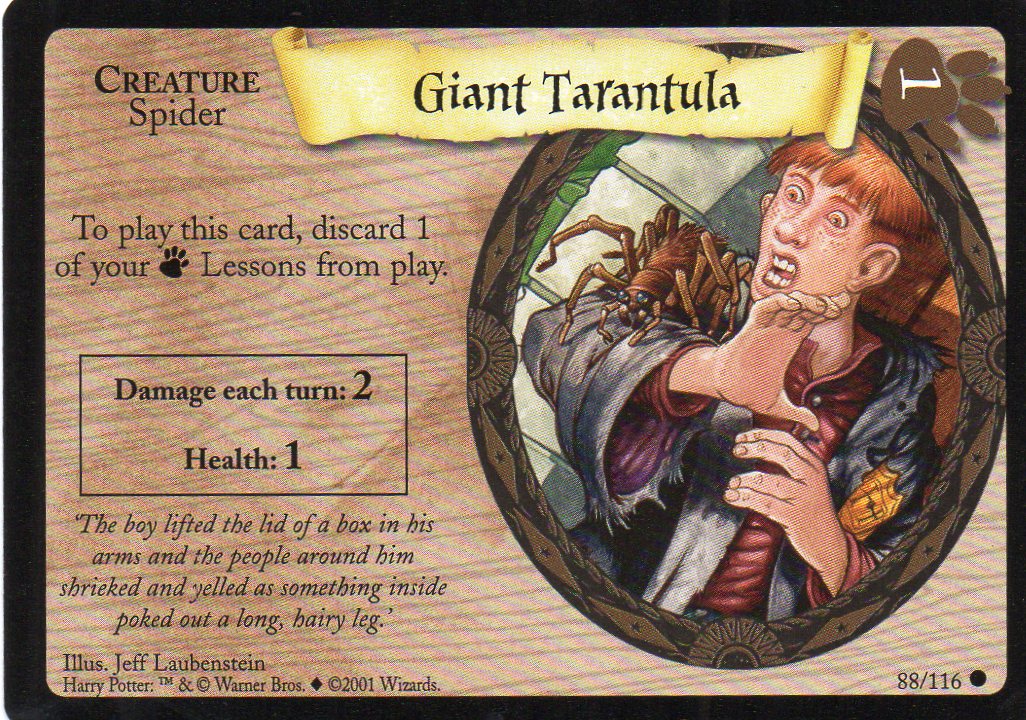 CREATURE
Spider
Giant Tarantula
1
To play this card, discard 1
of your Lessons from play.
Damage each turn: 2
Health: 1
‘The boy lifted the lid of a box in his
arms and the people around him
shrieked and yelled as something inside
poked out a long, hairy leg.’
Illus. Jeff Laubenstein
Harry Potter: ™ & © Warner Bros. ♦ ©2001 Wizards.
88/116 ●